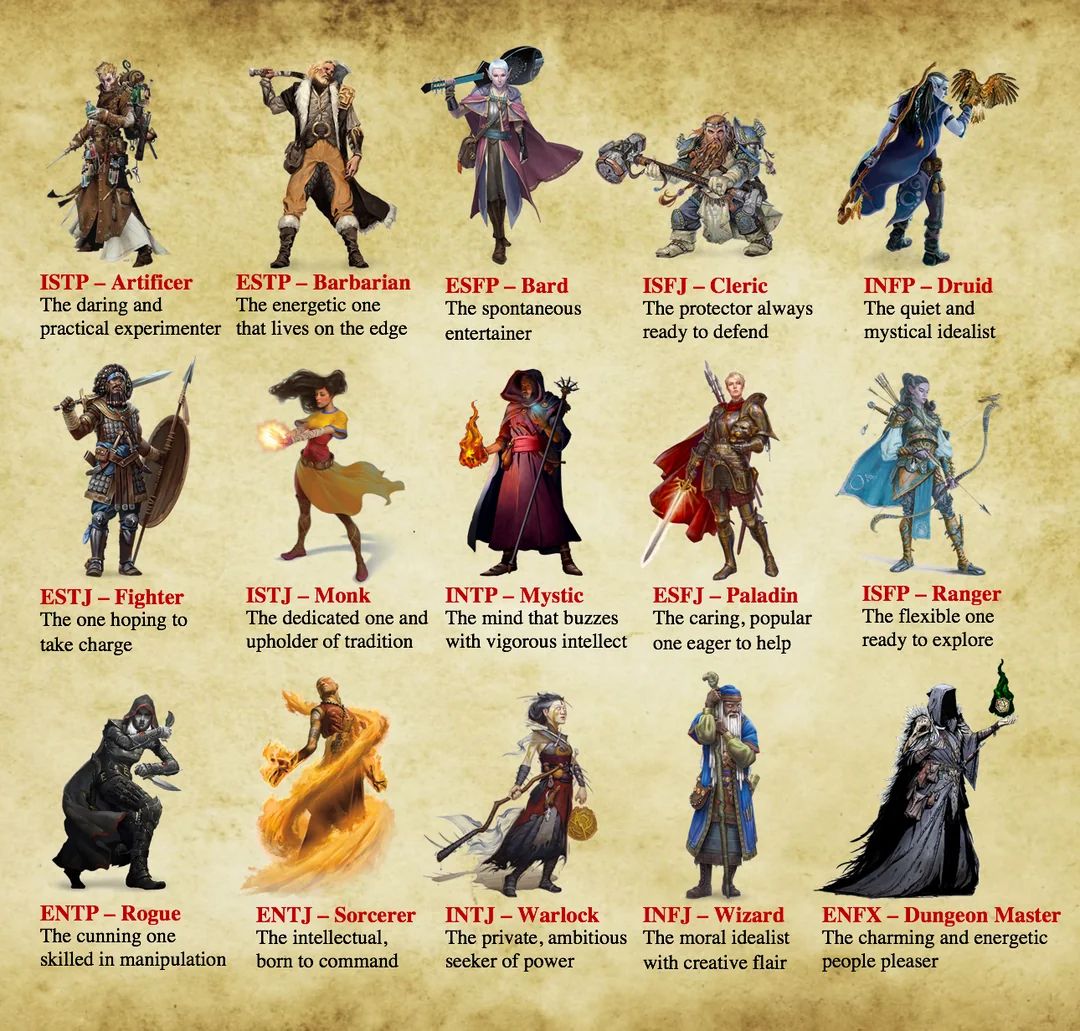 ISTP – Artificer
The daring and
practical experimenter
ESTP – Barbarian
The energetic one
that lives on the edge
ESFP – Bard
The spontaneous
entertainer
ISFJ – Cleric
The protector always
ready to defend
INFP – Druid
The quiet and
mystical idealist
ESTJ – Fighter
The one hoping to
take charge
ISTJ – Monk
The dedicated one and
upholder of tradition
INTP – Mystic
The mind that buzzes
with vigorous intellect
ESFJ – Paladin
The caring, popular
one eager to help
ISFP – Ranger
The flexible one
ready to explore
ENTP – Rogue
The cunning one
skilled in manipulation
ENTJ – Sorcerer
The intellectual,
born to command
INTJ – Warlock
The private, ambitious
seeker of power
INFJ – Wizard
The moral idealist
with creative flair
ENFX – Dungeon Master
The charming and energetic
people pleaser